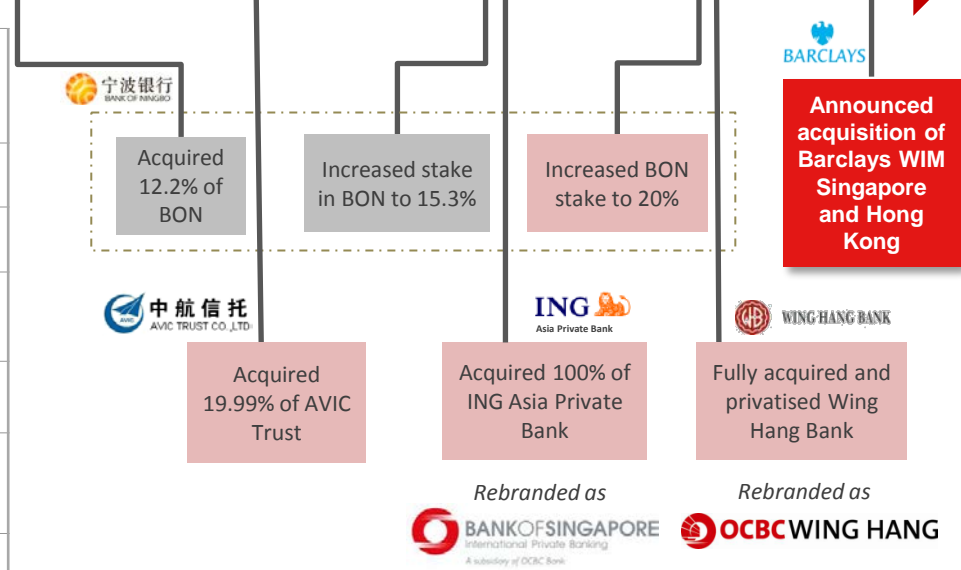 BARCLAYS
宁波银行
BANK OF NINGBO
Announced
acquisition of
Barclays WIM
Singapore
and Hong
Kong
Acquired
12.2% of
BON
Increased stake
in BON to 15.3%
Increased BON
stake to 20%
中航信托
AVIC
AVIC TRUST CO.,LTD
ING
Asia Private Bank
WHB
WING HANG BANK
Acquired
19.99% of AVIC
Trust
Acquired 100% of
ING Asia Private
Bank
Fully acquired and
privatised Wing
Hang Bank
Rebranded as
Rebranded as
BANKOFSINGAPORE
International Private Banking
A subsidiary of OCBC Bank
OCBC WING HANG